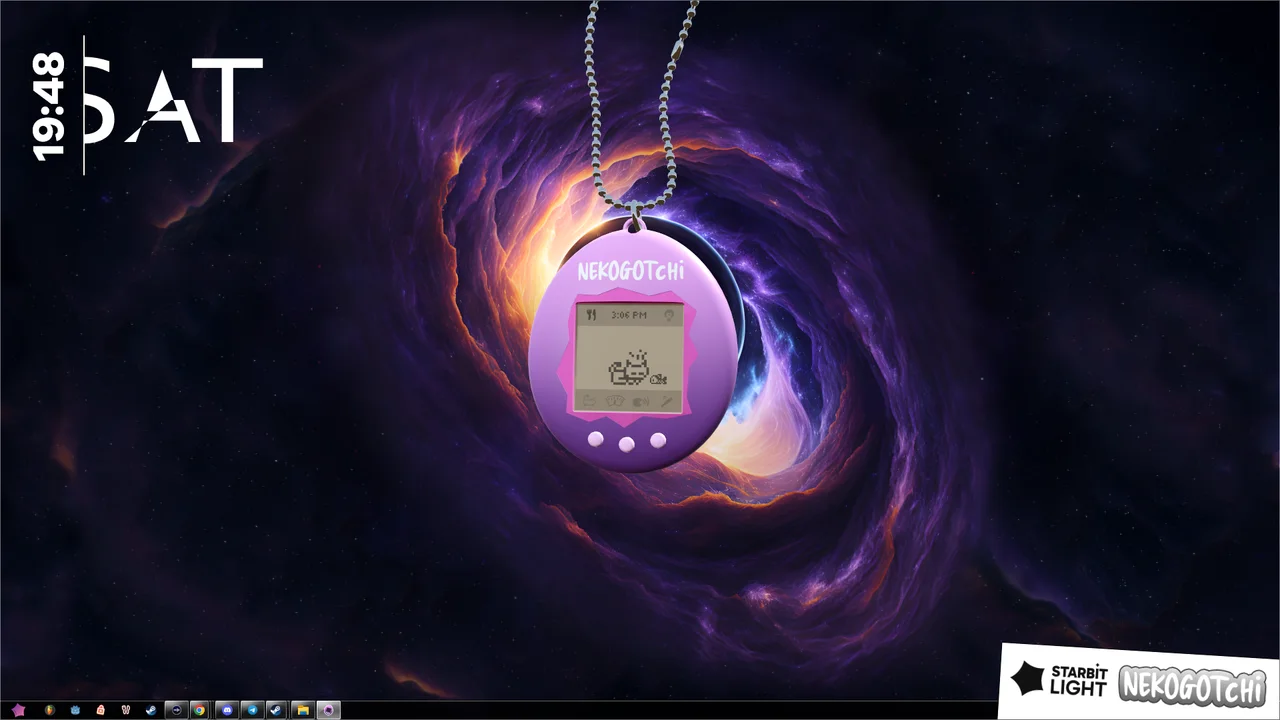 19:48
SAT
NEKOGOTCHi
3:06 PM
STARBiT
LIGHT
NEKOGOTCHi